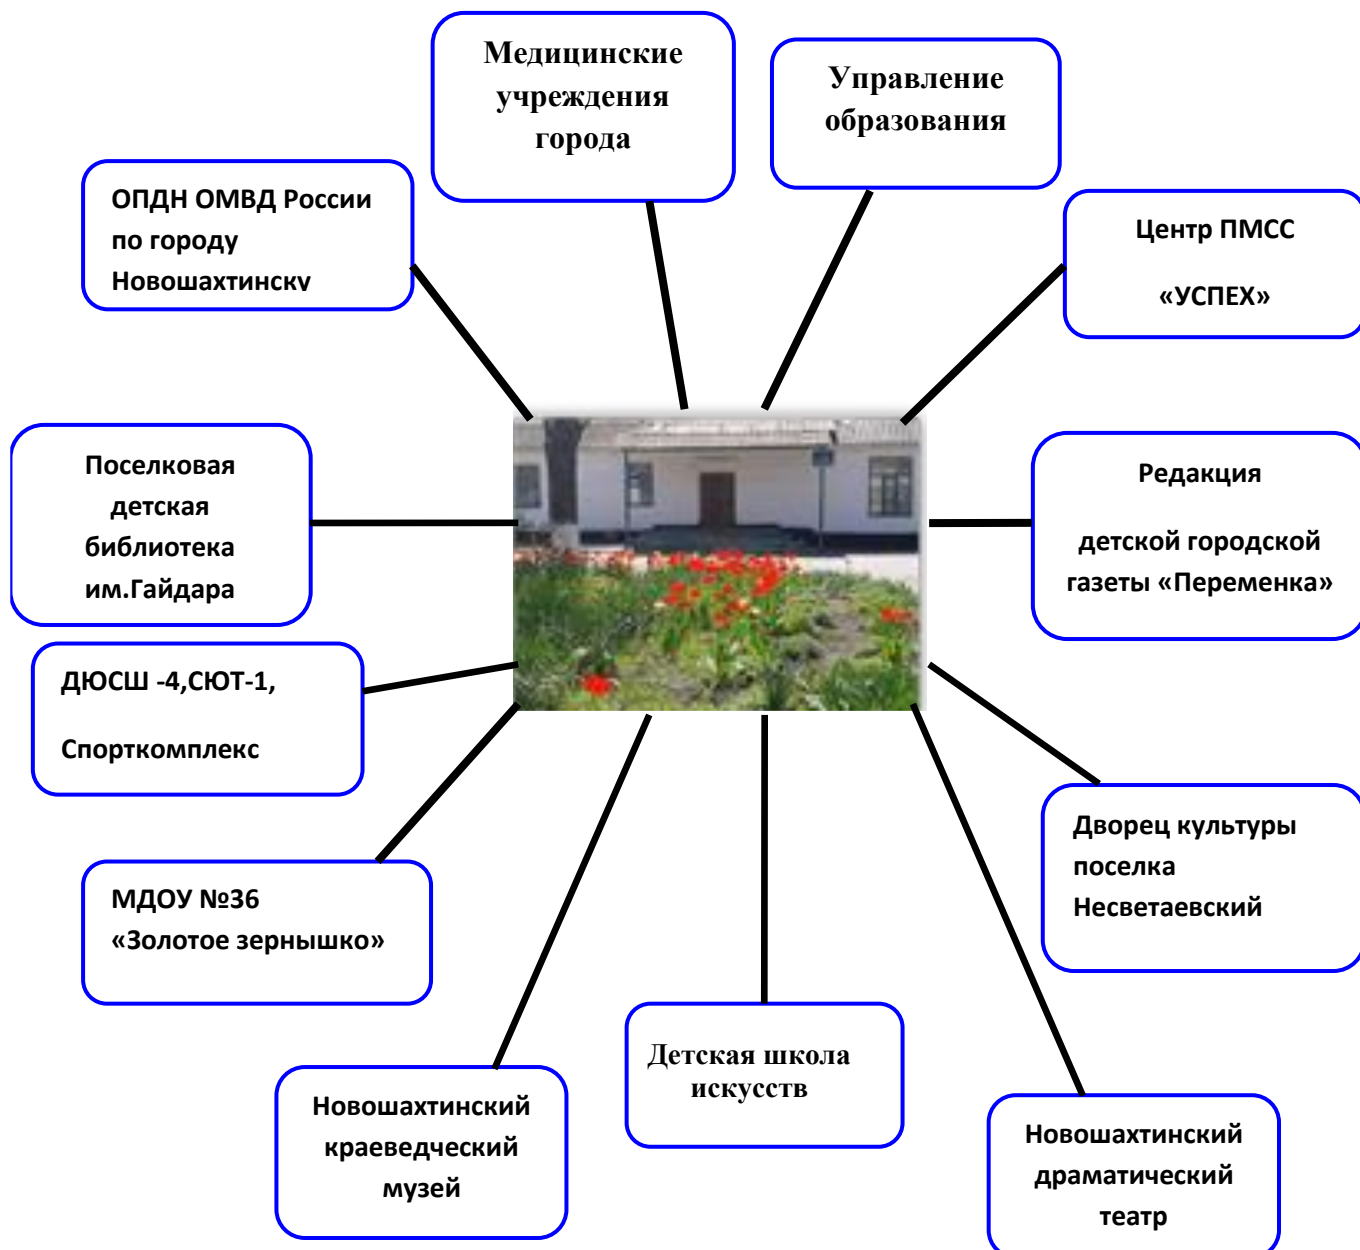 Медицинские
учреждения
города
Управление
образования
ОПДН ОМВД России
по городу
Новошахтинску
Центр ПМСС
«УСПЕХ»
Поселковая
детская
библиотека
им.Гайдара
Редакция
детской городской
газеты «Переменка»
ДЮСШ -4,СЮТ-1,
Спорткомплекс
Дворец культуры
поселка
Несветаевский
МДОУ №36
«Золотое зернышко»
Детская школа
искусств
Новошахтинский
краеведческий
музей
Новошахтинский
драматический
театр